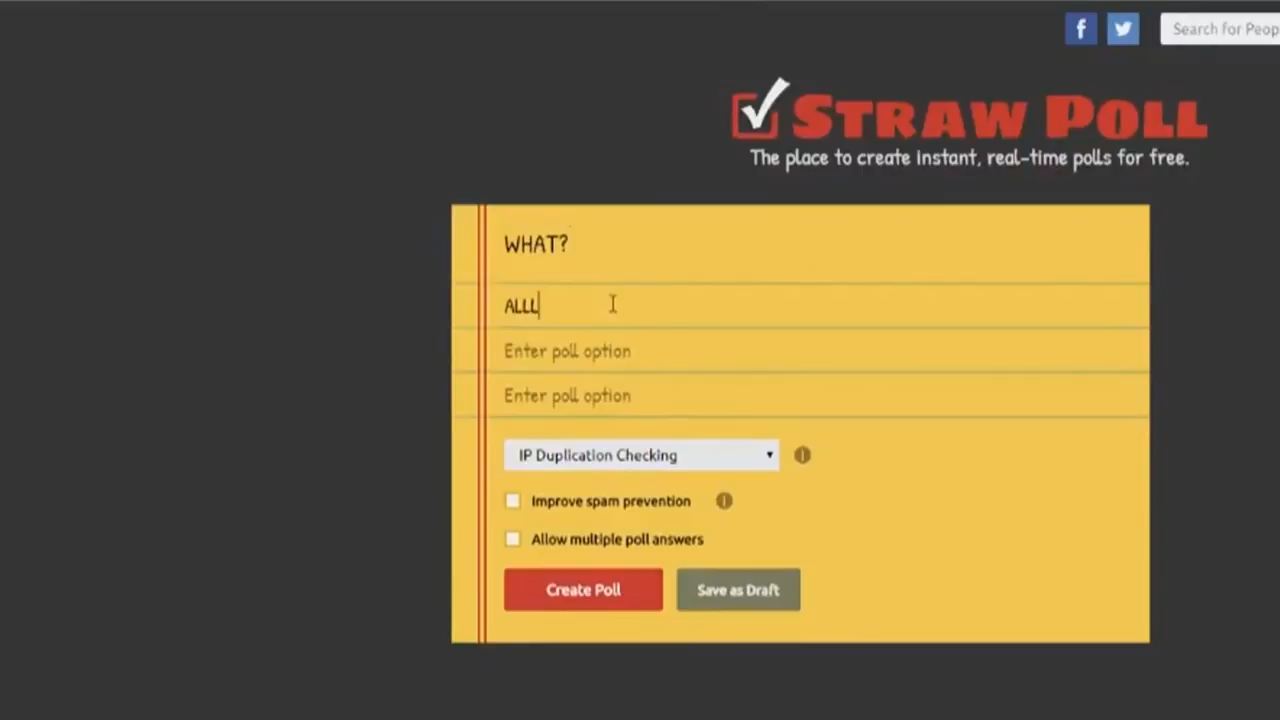 f
Search for Peop
STRAW POLL
The place to create instant, real-time polls for free.
WHAT?
ALLL
Enter poll option
Enter poll option
IP Duplication Checking
Improve spam prevention
Allow multiple poll answers
Create Poll
Save as Draft